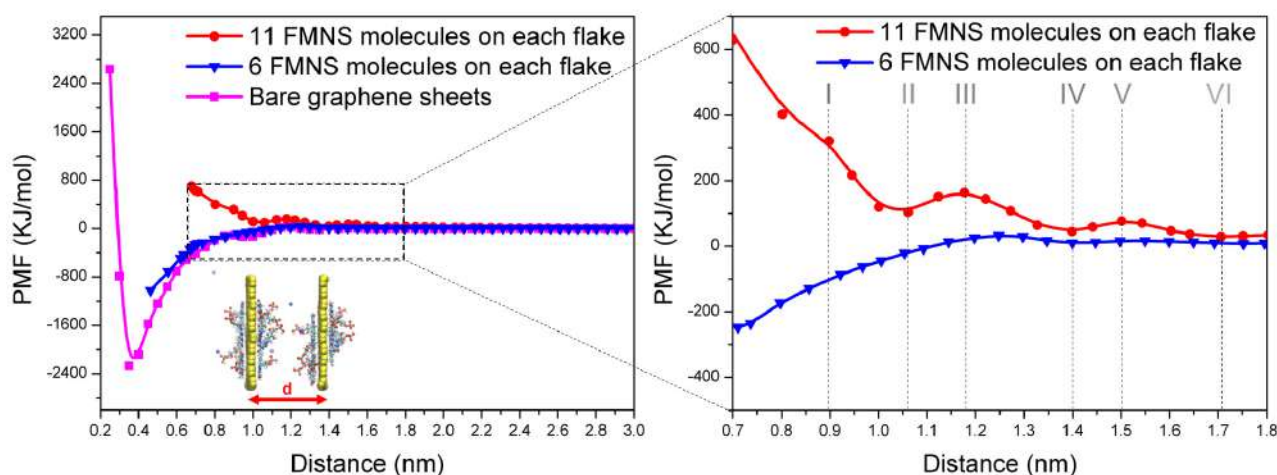 11 FMNS molecules on each flake
6 FMNS molecules on each flake
Bare graphene sheets
PMF (KJ/mol)
3200
2400
1600
800
0
-800
-1600
-2400
d
0.2 0.4 0.6 0.8 1.0 1.2 1.4 1.6 1.8 2.0 2.2 2.4 2.6 2.8 3.0
Distance (nm)
11 FMNS molecules on each flake
6 FMNS molecules on each flake
I II III IV V VI
PMF (KJ/mol)
600
400
200
0
-200
-400
0.7 0.8 0.9 1.0 1.1 1.2 1.3 1.4 1.5 1.6 1.7 1.8
Distance (nm)